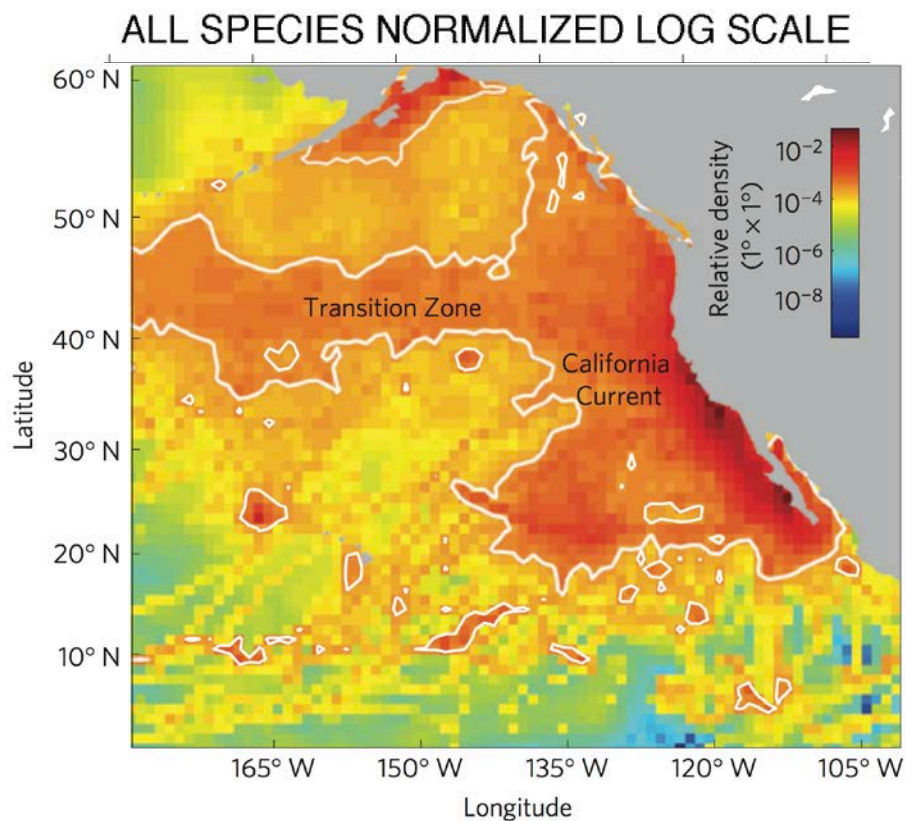 ALL SPECIES NORMALIZED LOG SCALE
60° N
50° N
40° N
30° N
20° N
10° N
Latitude
Transition Zone
California
Current
Relative density
(1° × 1°)
10⁻²
10⁻⁴
10⁻⁶
10⁻⁸
165° W
150° W
135° W
120° W
105° W
Longitude